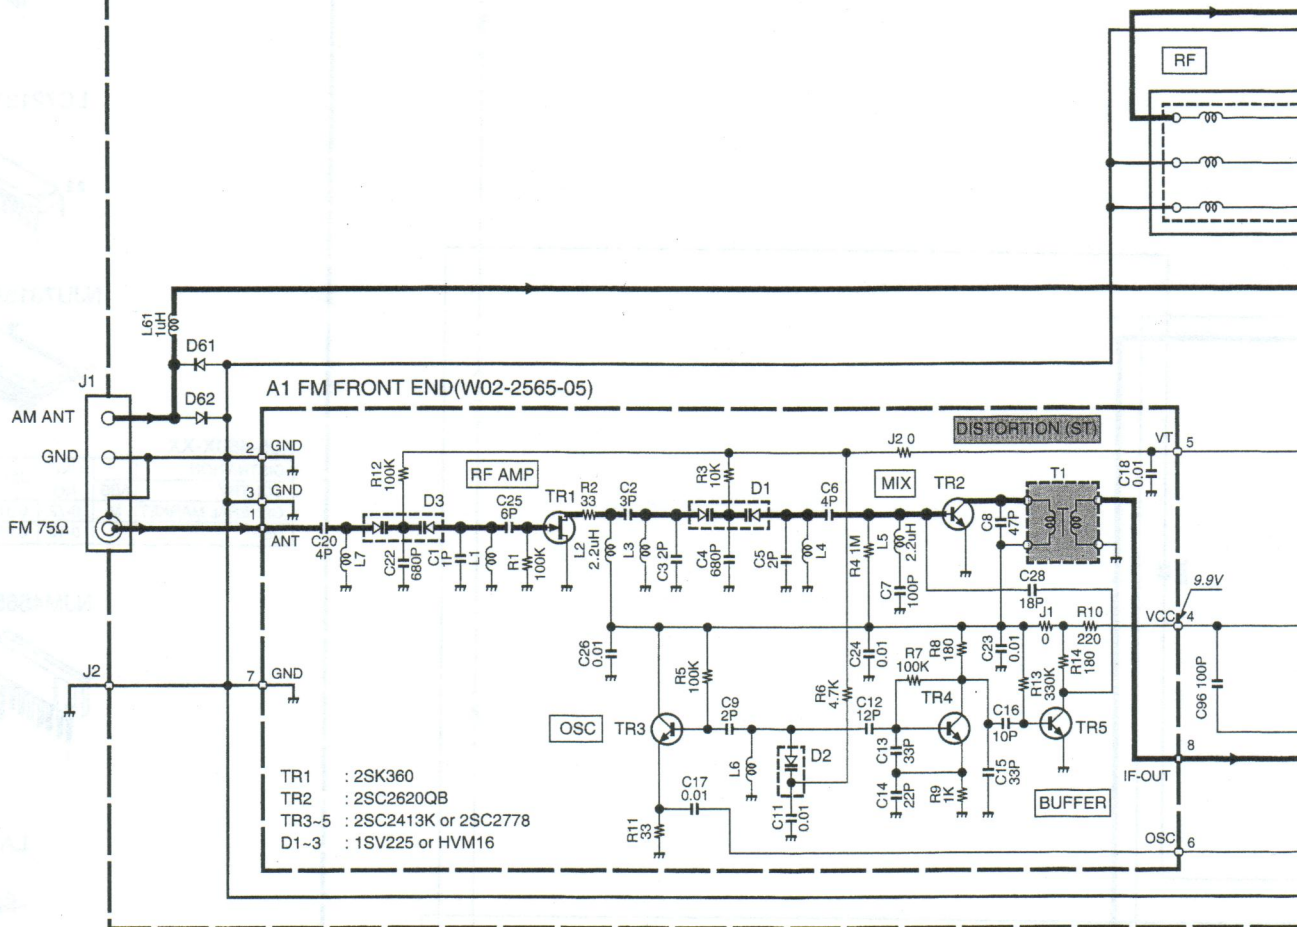 RF
L61
1uH
D61
D62
J1
AM ANT
GND
FM 75Ω
A1 FM FRONT END(W02-2565-05)
2 GND
3 GND
1
ANT
R12
100K
RF AMP
R3
10K
J2 0
DISTORTION (ST)
VT 5
C18
0.01
D3
C25
6P
TR1
R2
33
C2
3P
D1
C6
4P
MIX
TR2
T1
C20
4P
L7
C22
680P
C1
1P
L1
R1
100K
L2
2.2uH
L3
C3 2P
C4
680P
C5
2P
L4
R4 1M
L5
2.2uH
C7
100P
C8
47P
C28
18P
9.9V
VCC 4
J1
0
R10
220
C26
0.01
R5
100K
C24
0.01
R7
100K
R8
180
C23
0.01
R13
330K
R14
180
C96 100P
J2
7 GND
OSC
TR3
C9
2P
R6
4.7K
C12
12P
TR4
C16
10P
TR5
L6
D2
C13
33P
C14
22P
R9
1K
C15
33P
8
IF-OUT
BUFFER
C17
0.01
R11
33
C11
0.01
OSC 6
TR1 : 2SK360
TR2 : 2SC2620QB
TR3~5 : 2SC2413K or 2SC2778
D1~3 : 1SV225 or HVM16